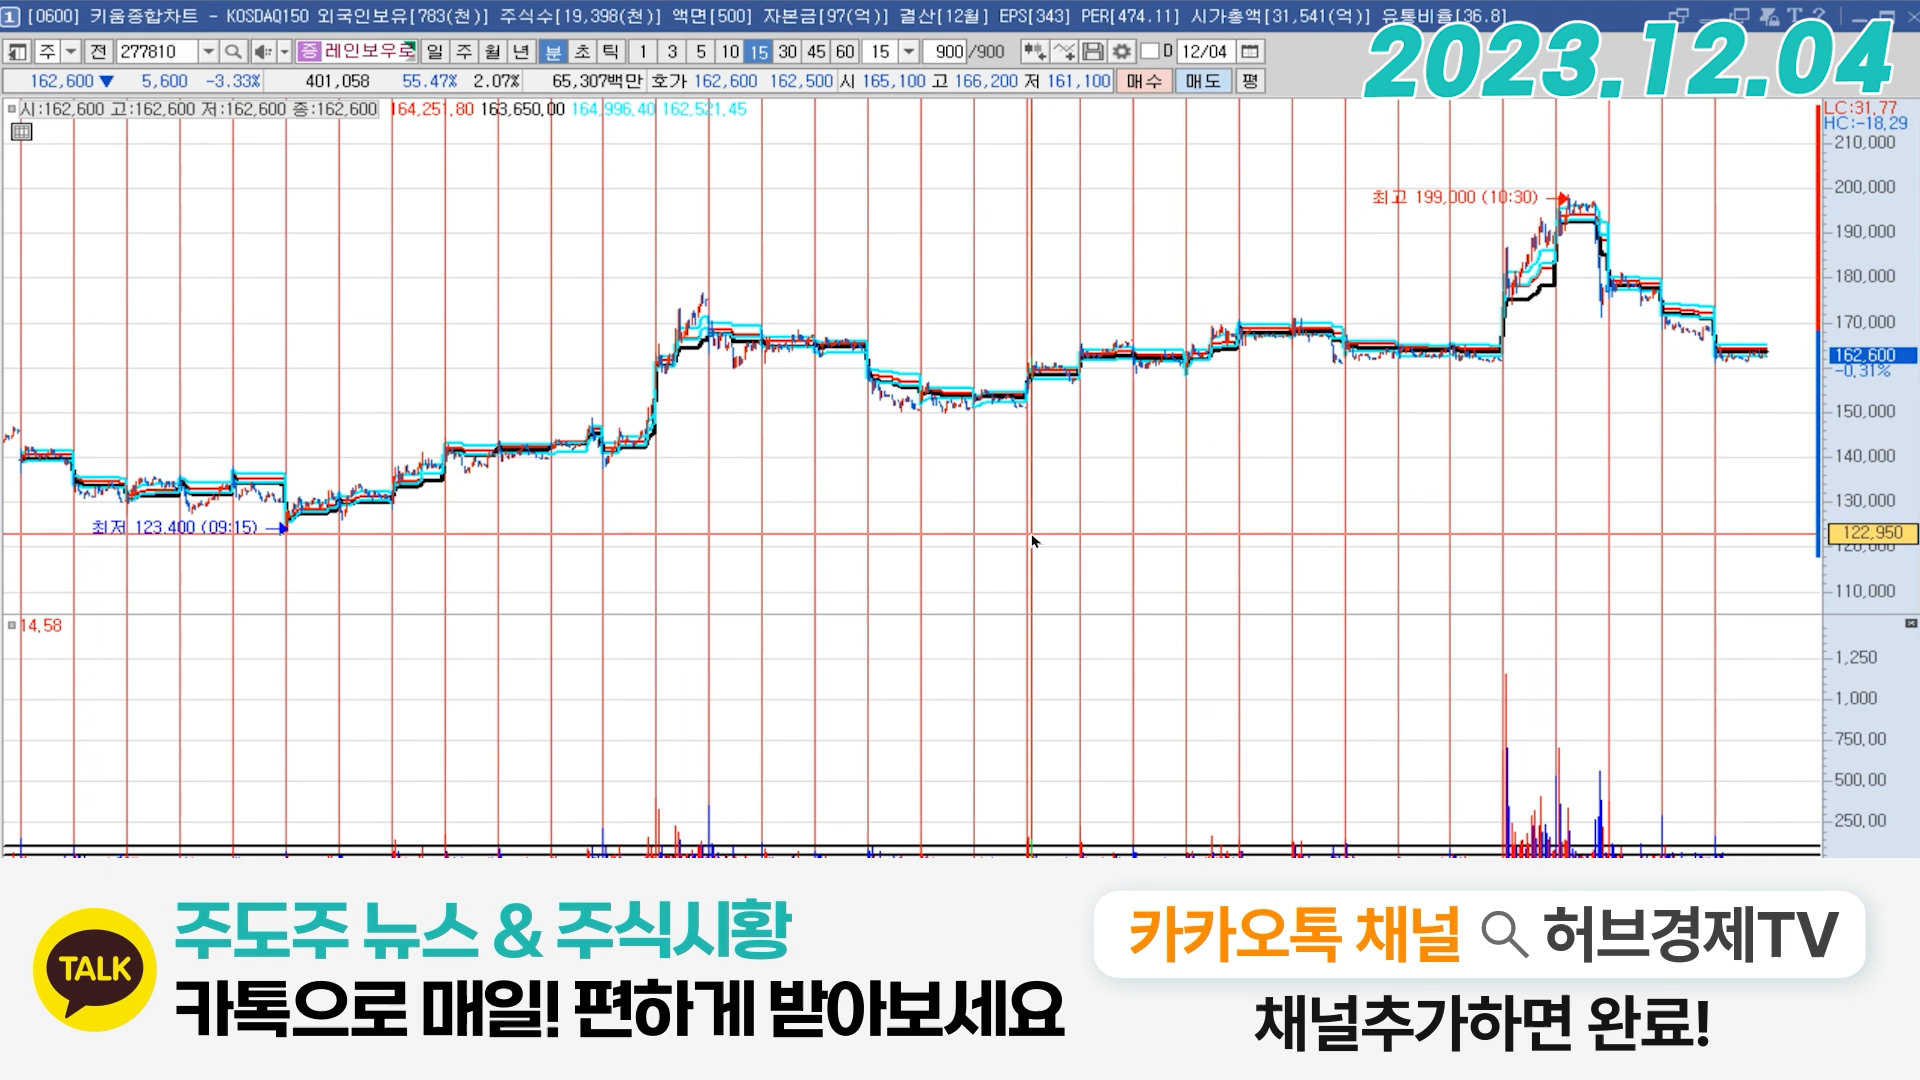 1 [0600] 키움종합차트 - KOSDAQ150 외국인보유[783(천)] 주식수[19,398(천)] 액면[500] 자본금[97(억)] 결산[12월] EPS[343] PER[474.11] 시가총액[31,541(억)] 유통비율[36.8]
2023.12.04
주 전 277810 증 레인보우로 일 주 월 년 분 초 틱 1 3 5 10 15 30 45 60 15 900 /900 D 12/04
162,600 ▼ 5,600 -3.33% 401,058 55.47% 2.07% 65,307백만 호가 162,600 162,500 시 165,100 고 166,200 저 161,100 매수 매도 평
시:162,600 고:162,600 저:162,600 종:162,600 164,251.80 163,650.00 164,996.40 162,521.45
LC:31.77
HC:-18.29
210,000
최고 199,000 (10:30)
200,000
190,000
180,000
170,000
162,600
-0.31%
150,000
140,000
130,000
최저 123,400 (09:15)
122,950
120,000
110,000
14.58
1,250
1,000
750.00
500.00
250.00
TALK
주도주 뉴스 & 주식시황
카톡으로 매일! 편하게 받아보세요
카카오톡 채널 허브경제TV
채널추가하면 완료!